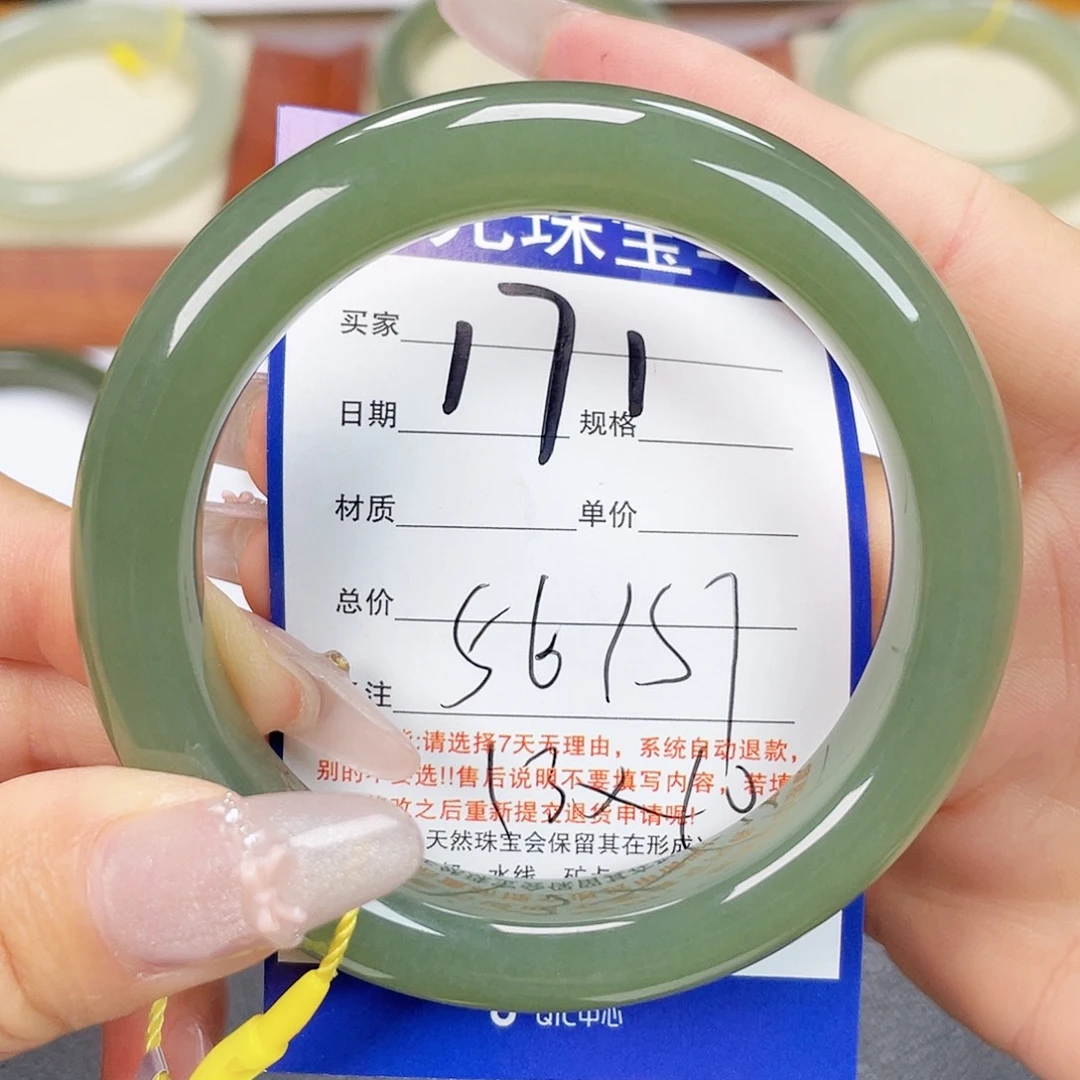 珠宝
买家 171
日期 规格
材质 单价
总价 56157
注
13×10
:请选择7天无理由，系统自动退款，
别的不要选!!售后说明不要填写内容，若填
改之后重新提交退货申请呢!
天然珠宝会保留其在形成
水线、矿点
QIC中心